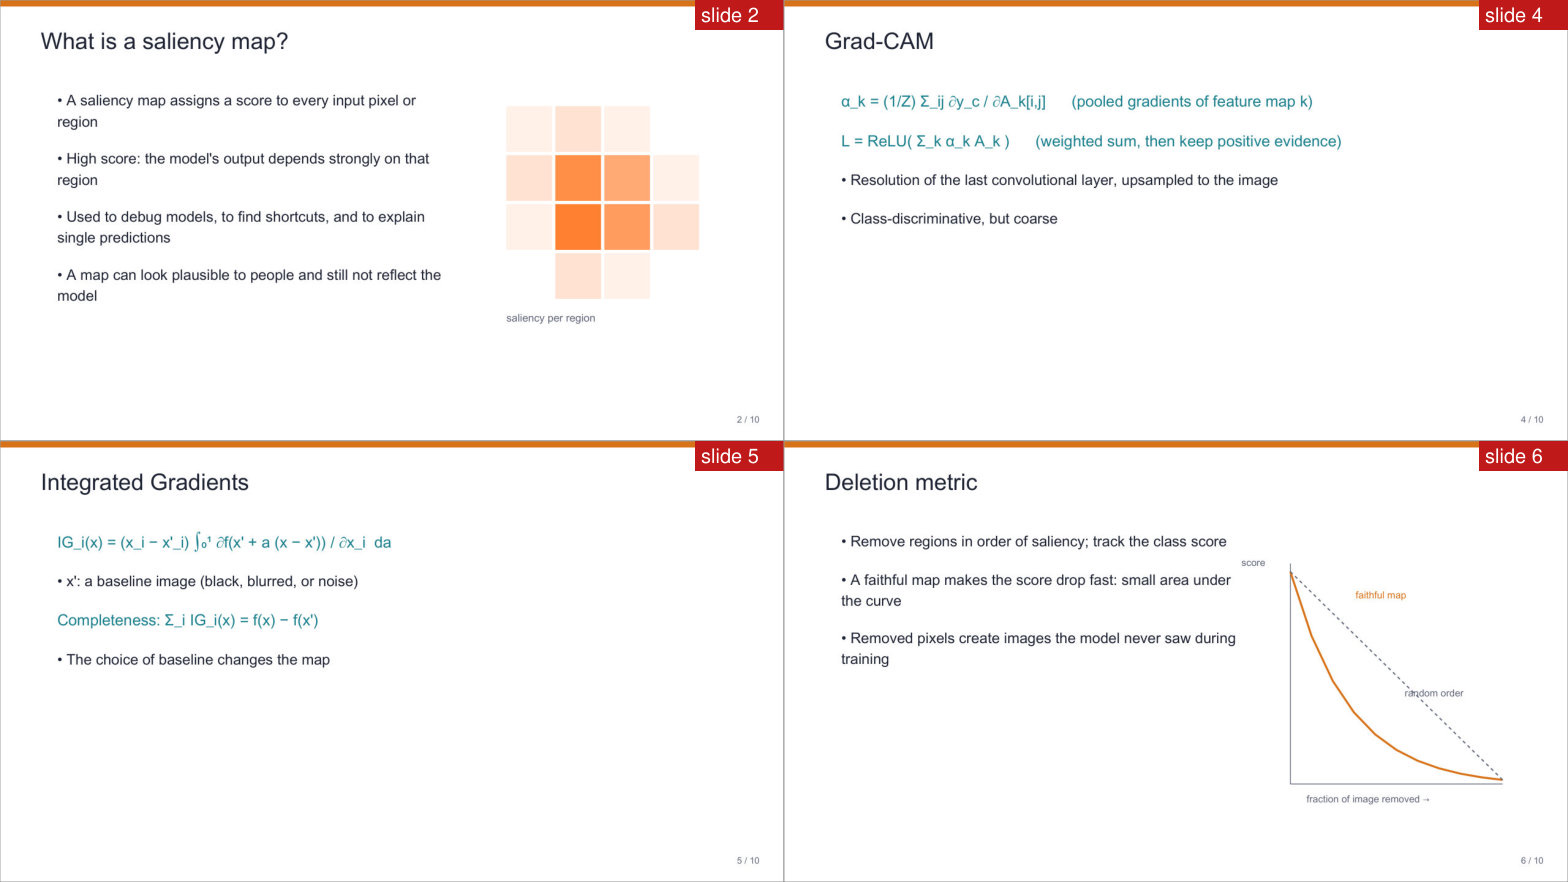 slide 2
What is a saliency map?
• A saliency map assigns a score to every input pixel or
region
• High score: the model's output depends strongly on that
region
• Used to debug models, to find shortcuts, and to explain
single predictions
• A map can look plausible to people and still not reflect the
model
saliency per region
2 / 10
slide 4
Grad-CAM
α_k = (1/Z) Σ_ij ∂y_c / ∂A_k[i,j] (pooled gradients of feature map k)
L = ReLU( Σ_k α_k A_k ) (weighted sum, then keep positive evidence)
• Resolution of the last convolutional layer, upsampled to the image
• Class-discriminative, but coarse
4 / 10
slide 5
Integrated Gradients
IG_i(x) = (x_i − x'_i) ∫₀¹ ∂f(x' + a (x − x')) / ∂x_i da
• x': a baseline image (black, blurred, or noise)
Completeness: Σ_i IG_i(x) = f(x) − f(x')
• The choice of baseline changes the map
5 / 10
slide 6
Deletion metric
• Remove regions in order of saliency; track the class score
• A faithful map makes the score drop fast: small area under
the curve
• Removed pixels create images the model never saw during
training
score
faithful map
random order
fraction of image removed →
6 / 10